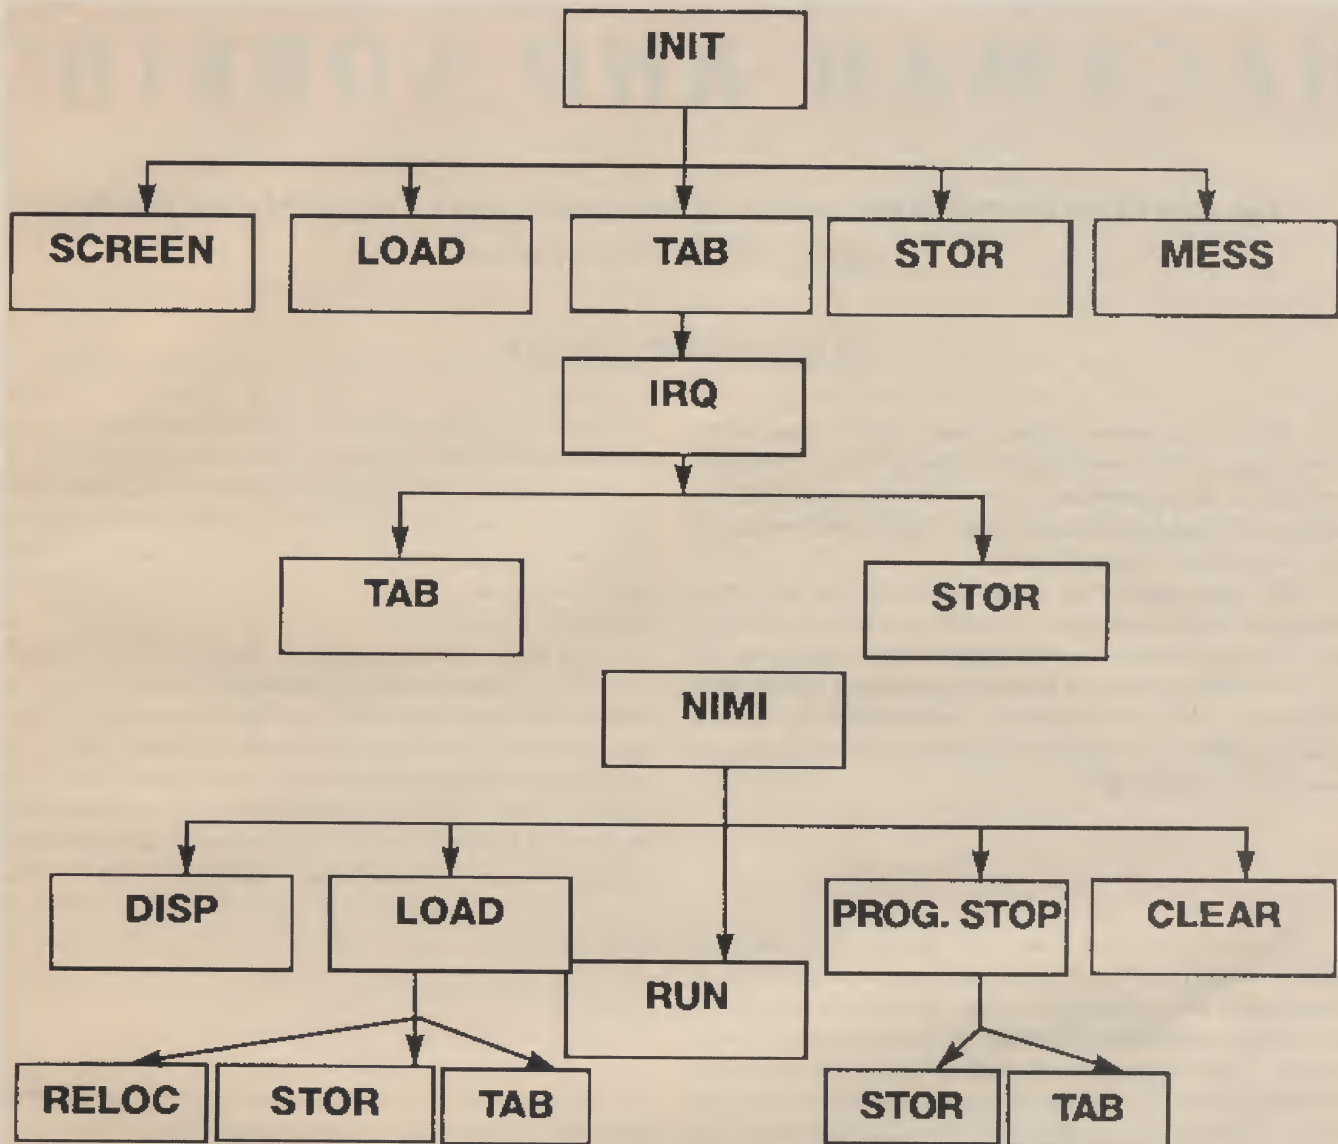 INIT
SCREEN LOAD TAB STOR MESS
IRQ
TAB STOR
NIMI
DISP LOAD PROG. STOP CLEAR
RUN
RELOC STOR TAB STOR TAB